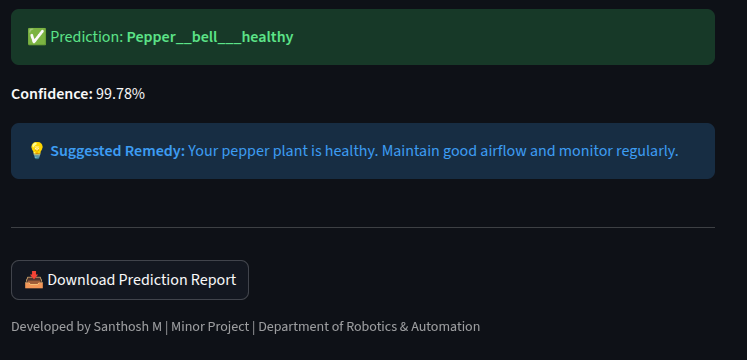 ✅ Prediction: Pepper__bell___healthy
Confidence: 99.78%
💡 Suggested Remedy: Your pepper plant is healthy. Maintain good airflow and monitor regularly.
📥 Download Prediction Report
Developed by Santhosh M | Minor Project | Department of Robotics & Automation